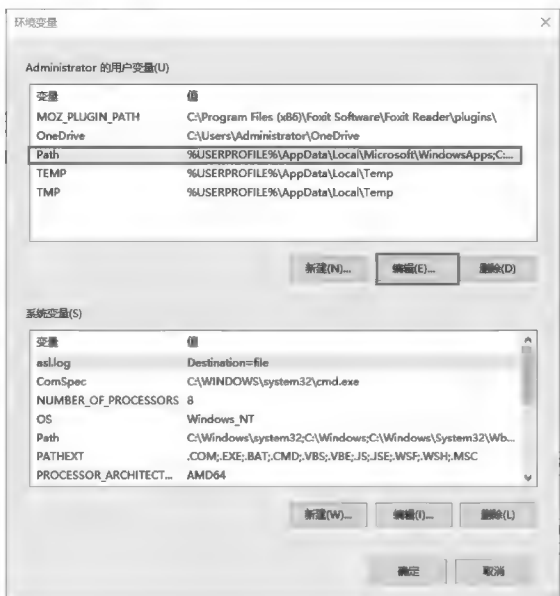 环境变量
Administrator 的用户变量(U)
变量 值
MOZ_PLUGIN_PATH C:\Program Files (x86)\Foxit Software\Foxit Reader\plugins\
OneDrive C:\Users\Administrator\OneDrive
Path %USERPROFILE%\AppData\Local\Microsoft\WindowsApps;C:...
TEMP %USERPROFILE%\AppData\Local\Temp
TMP %USERPROFILE%\AppData\Local\Temp
新建(N)... 编辑(E)... 删除(D)
系统变量(S)
变量 值
asl.log Destination=file
ComSpec C:\WINDOWS\system32\cmd.exe
NUMBER_OF_PROCESSORS 8
OS Windows_NT
Path C:\Windows\system32;C:\Windows;C:\Windows\System32\Wb...
PATHEXT .COM;.EXE;.BAT;.CMD;.VBS;.VBE;.JS;.JSE;.WSF;.WSH;.MSC
PROCESSOR_ARCHITECT... AMD64
新建(W)... 编辑(I)... 删除(L)
确定 取消